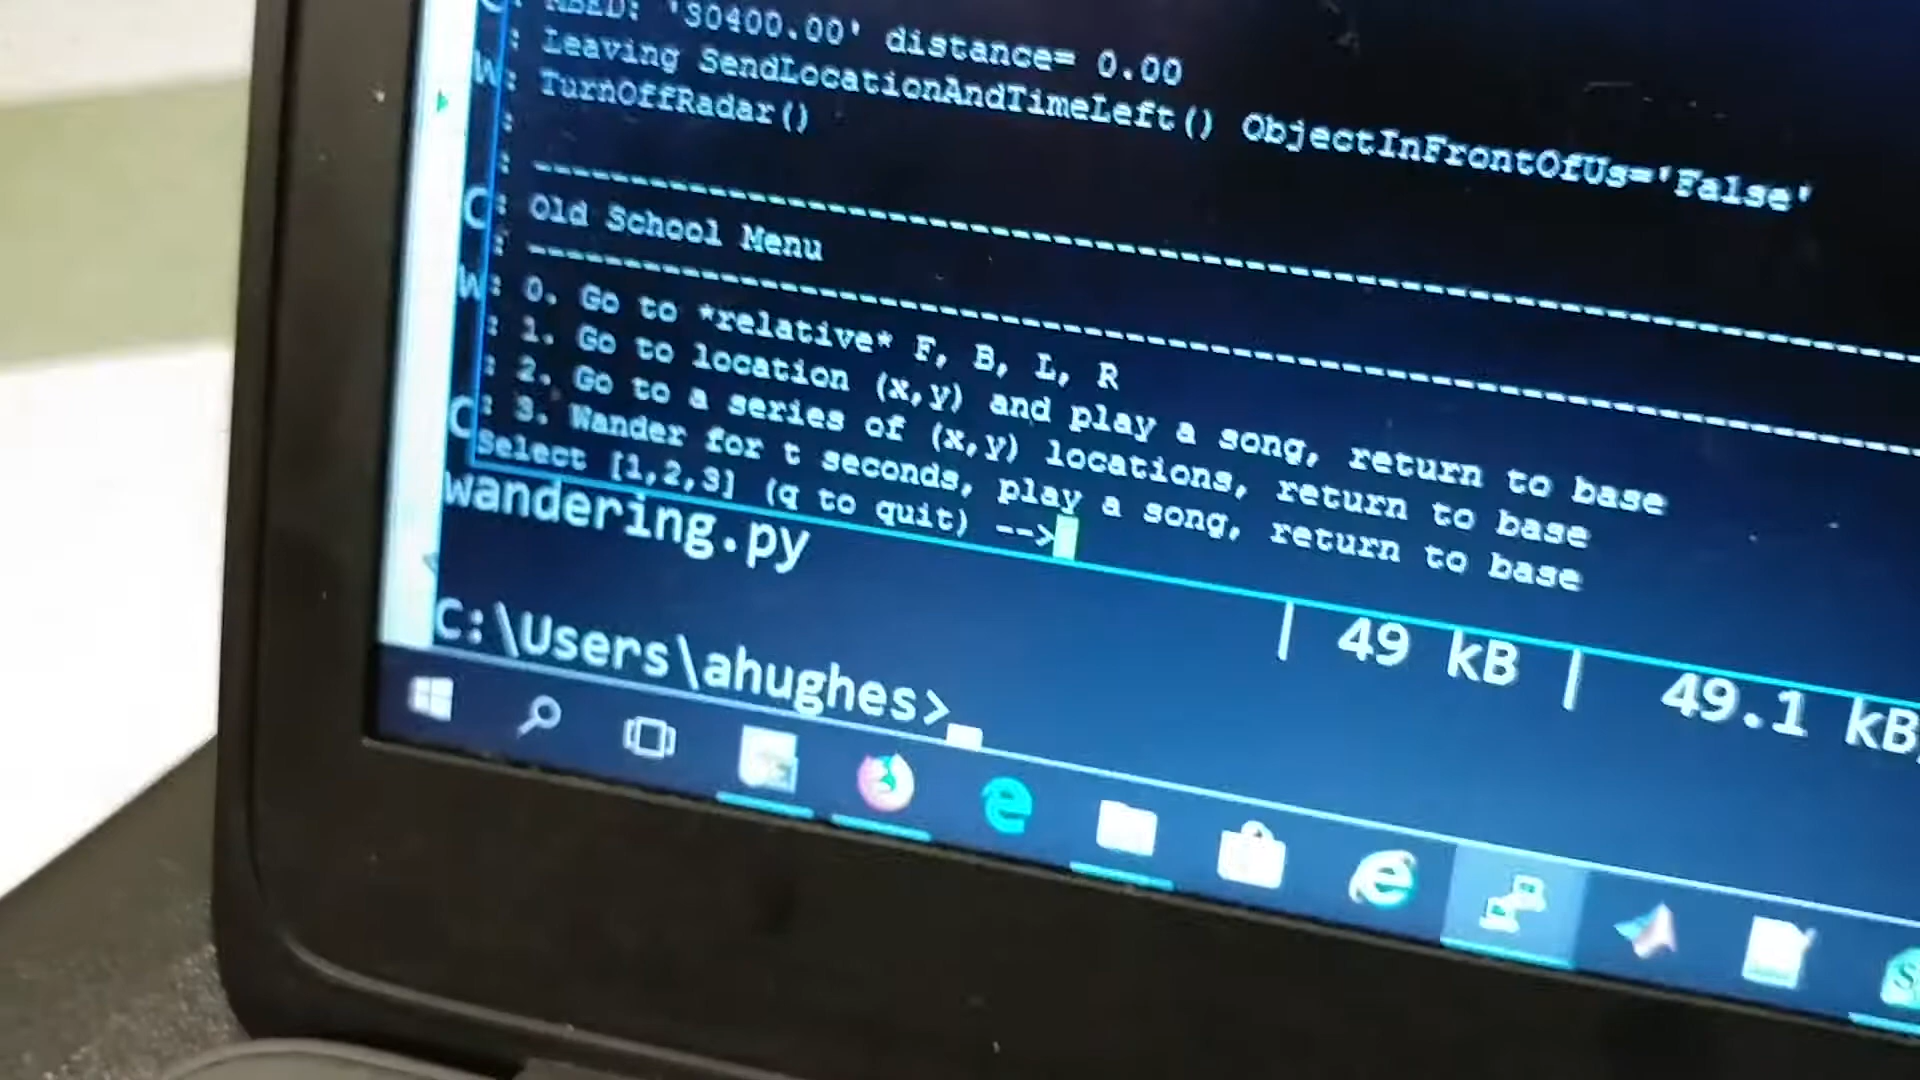 MBED: '30400.00' distance= 0.00
: Leaving SendLocationAndTimeLeft() ObjectInFrontOfUs='False'
W: TurnOffRadar()
:
: ------------------------------------------------------------
C: Old School Menu
: ------------------------------------------------------------
W: 0. Go to *relative* F, B, L, R
: 1. Go to location (x,y) and play a song, return to base
: 2. Go to a series of (x,y) locations, return to base
C: 3. Wander for t seconds, play a song, return to base
Select [1,2,3] (q to quit) -->
wandering.py | 49 kB | 49.1 kB
C:\Users\ahughes>